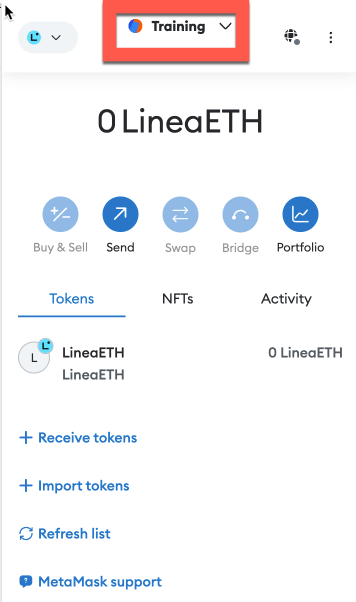 L
Training
0 LineaETH
Buy & Sell
Send
Swap
Bridge
Portfolio
Tokens
NFTs
Activity
L
L
LineaETH
0 LineaETH
LineaETH
+ Receive tokens
+ Import tokens
Refresh list
MetaMask support